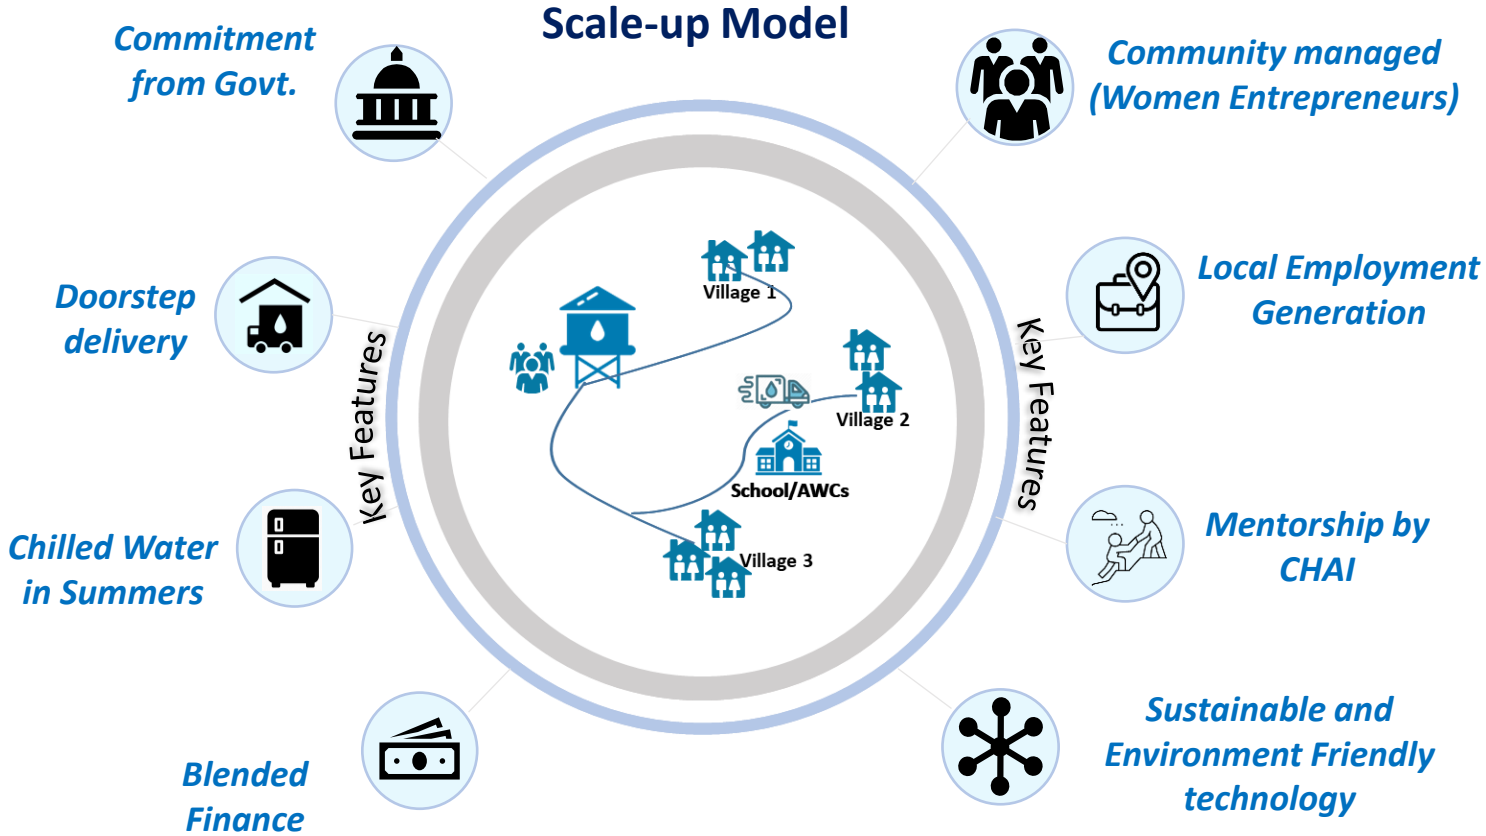 Scale-up Model
Commitment
from Govt.
Community managed
(Women Entrepreneurs)
Doorstep
delivery
Local Employment
Generation
Key Features
Key Features
Village 1
Village 2
School/AWCs
Village 3
Chilled Water
in Summers
Mentorship by
CHAI
Blended
Finance
Sustainable and
Environment Friendly
technology